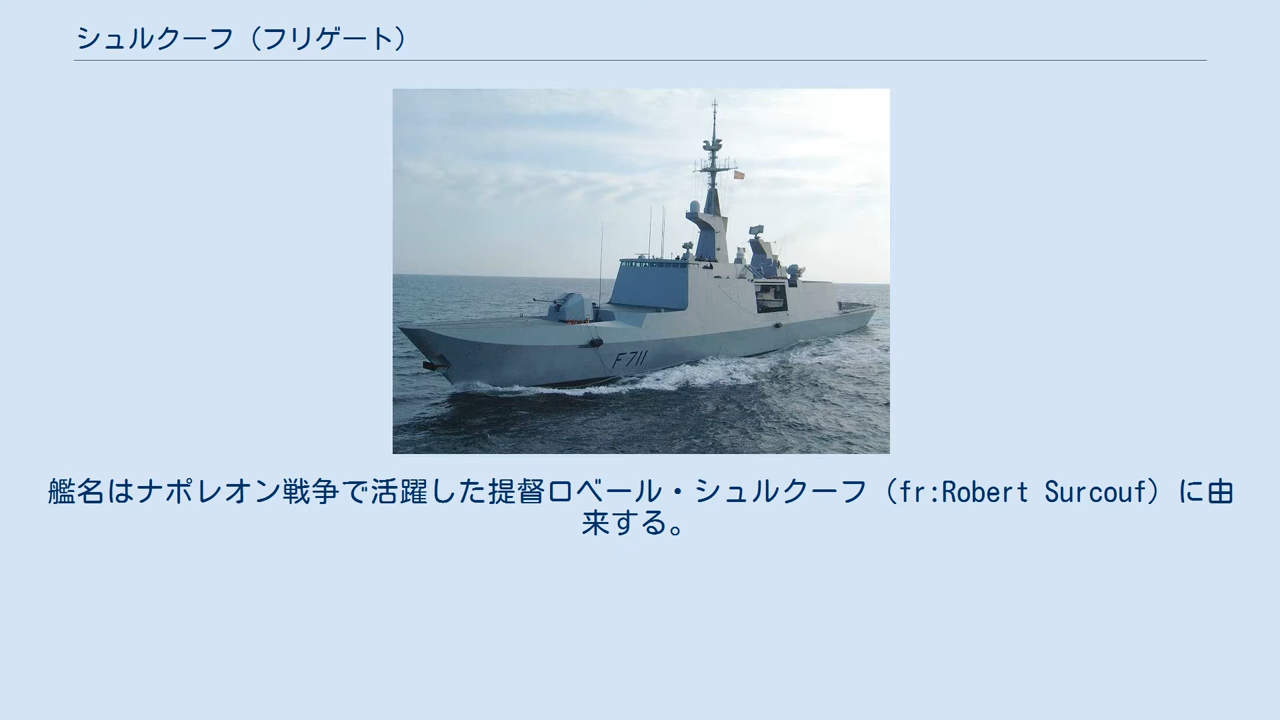 シュルクーフ（フリゲート）
F711
艦名はナポレオン戦争で活躍した提督ロベール・シュルクーフ（fr:Robert Surcouf）に由
来する。